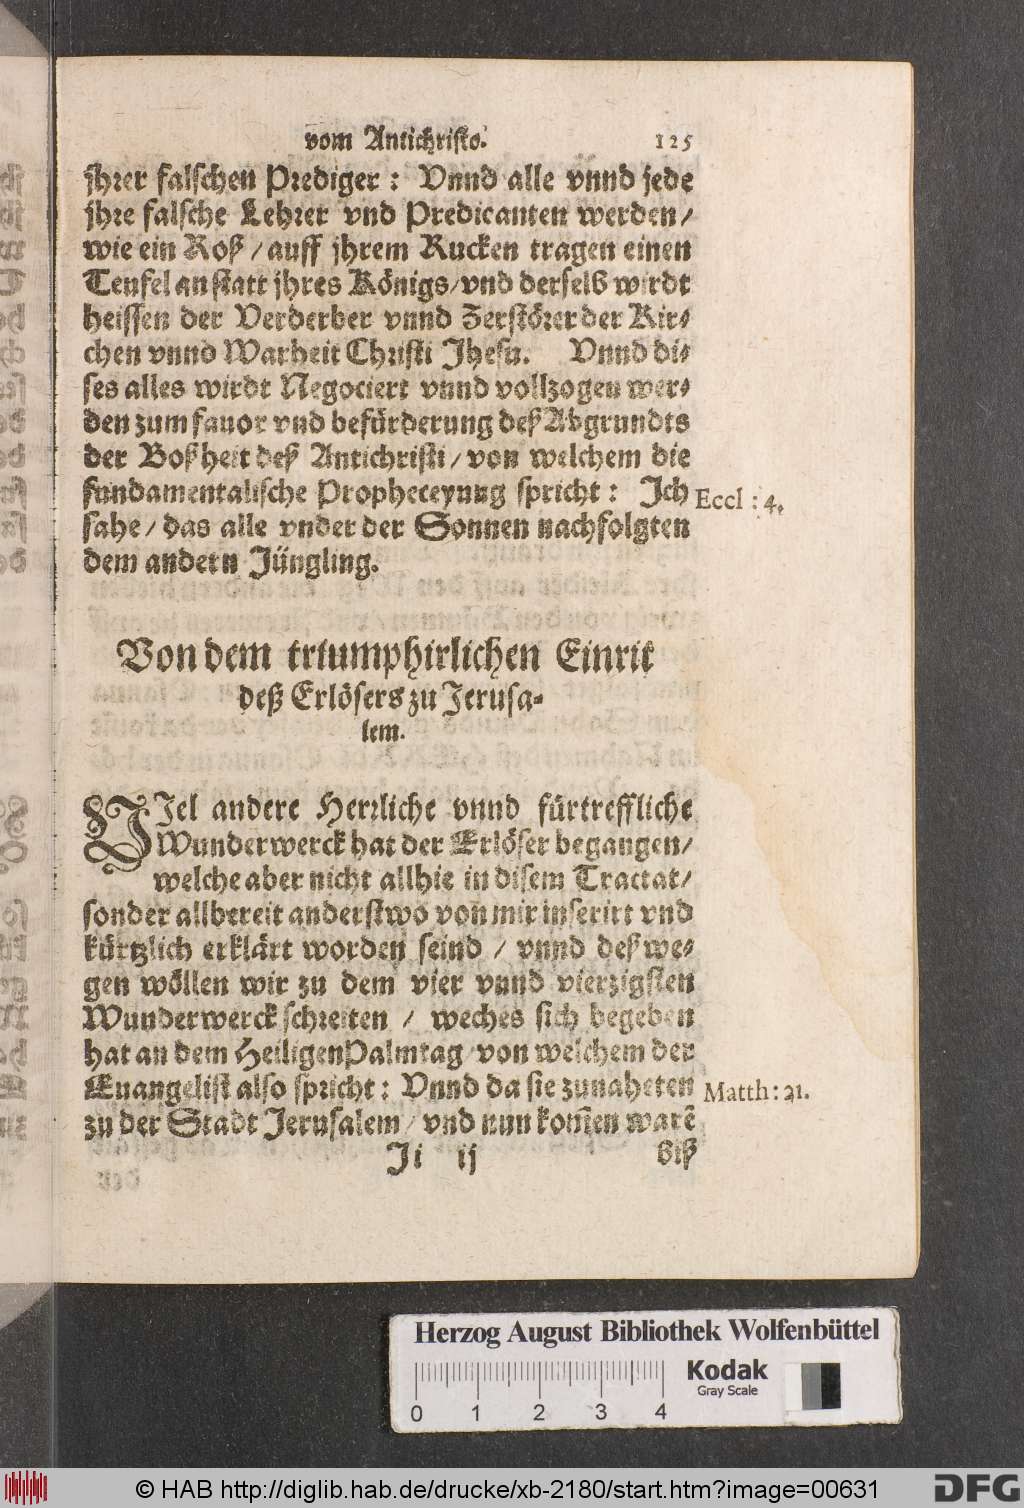 vom Antichristo. 125
jhrer falschen Prediger: Vnnd alle vnnd jede
jhre falsche Lehrer vnd Predicanten werden/
wie ein Roß/auff jhrem Rucken tragen einen
Teufel an statt jhres Königs/vnd derselb wirdt
heissen der Verderber vnnd Zerstörer der Kir-
chen vnnd Warheit Christi Jhesu. Vnnd di-
ses alles wirdt Negociert vnnd vollzogen wer-
den zum fauor vnd befürderung deß Abgrundts
der Boßheit deß Antichristi/von welchem die
fundamentalische Propheceyung spricht: Ich
Eccl: 4.
sahe/das alle vnder der Sonnen nachfolgten
dem andern Jüngling.
Von dem triumphirlichen Einrit
deß Erlösers zu Jerusa-
lem.
VIel andere Herrliche vnnd fürtreffliche
Wunderwerck hat der Erlöser begangen/
welche aber nicht allhie in disem Tractat/
sonder allbereit anderstwo von mir inserirt vnd
kürtzlich erklärt worden seind / vnnd deß we-
gen wöllen wir zu dem vier vnnd vierzigsten
Wunderwerck schreiten / weches sich begeben
hat an dem Heiligen Palmtag/von welchem der
Euangelist also spricht: Vnnd da sie zunaheten
Matth: 21.
zu der Stadt Jerusalem/vnd nun kom̃en warẽ
Ji ij biß
Herzog August Bibliothek Wolfenbüttel
Kodak
Gray Scale
0 1 2 3 4
© HAB http://diglib.hab.de/drucke/xb-2180/start.htm?image=00631
DFG